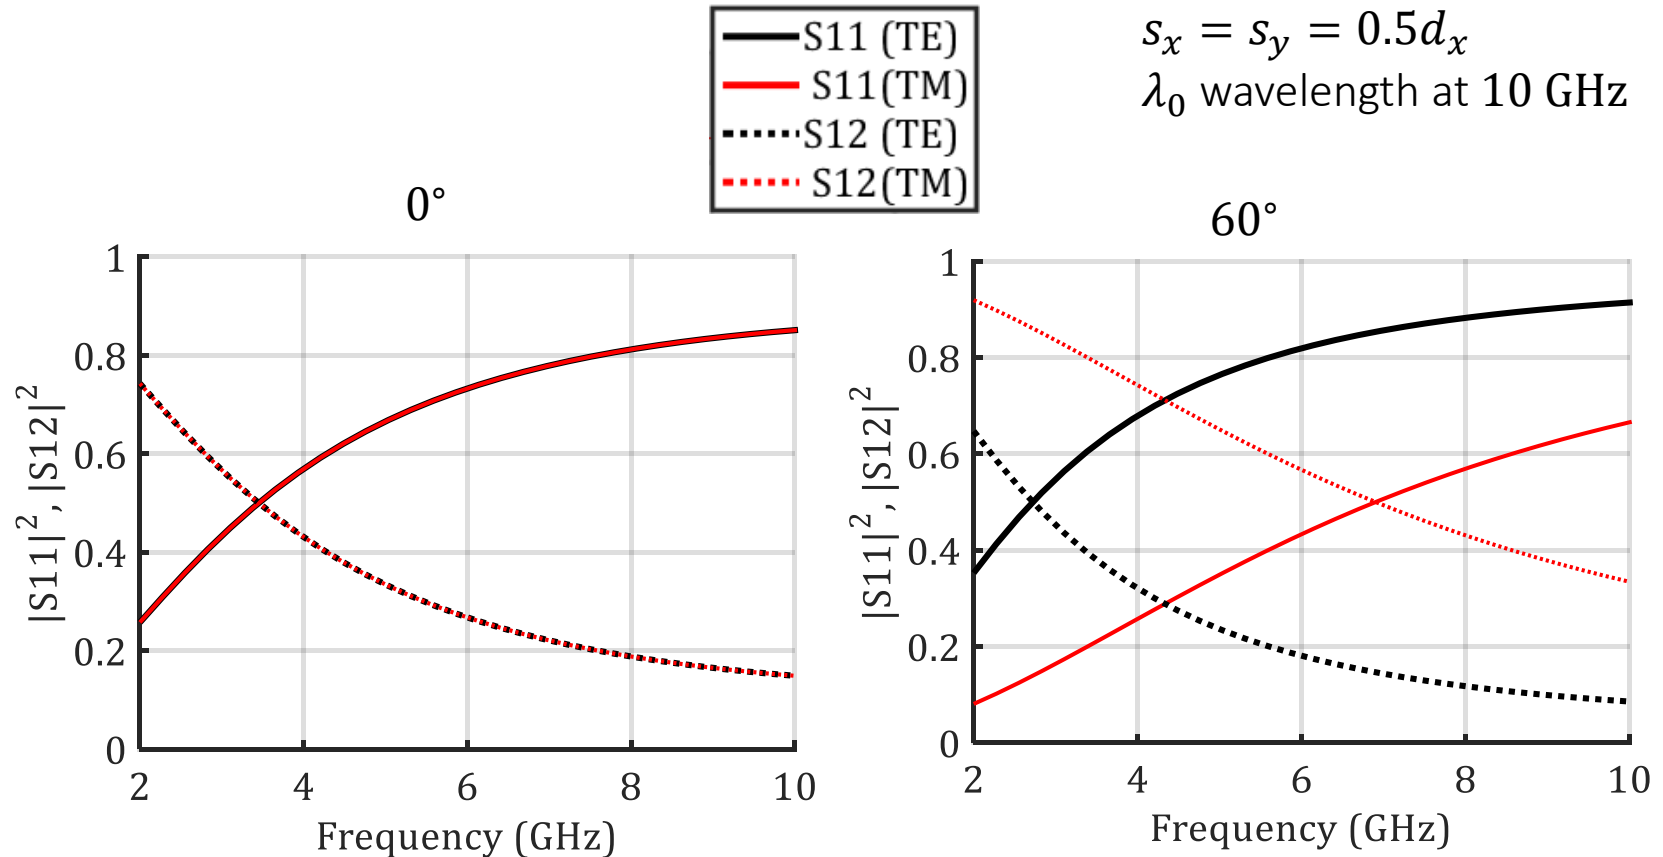 S11 (TE)
S11(TM)
S12 (TE)
S12(TM)
s_x = s_y = 0.5d_x
λ_0 wavelength at 10 GHz
0°
1
0.8
0.6
0.4
0.2
0
2 4 6 8 10
Frequency (GHz)
|S11|², |S12|²
60°
1
0.8
0.6
0.4
0.2
0
2 4 6 8 10
Frequency (GHz)
|S11|², |S12|²